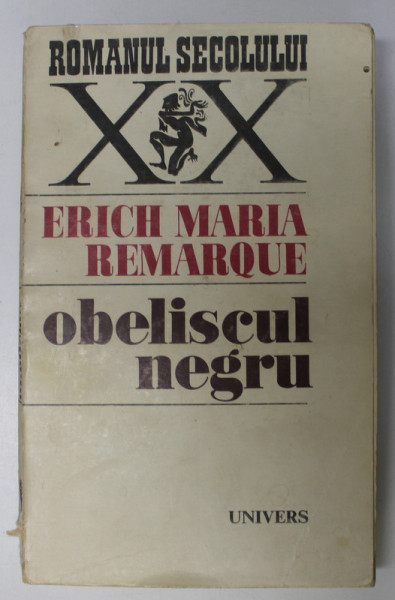 ROMANUL SECOLULUI
XX
ERICH MARIA
REMARQUE
obeliscul
negru
UNIVERS